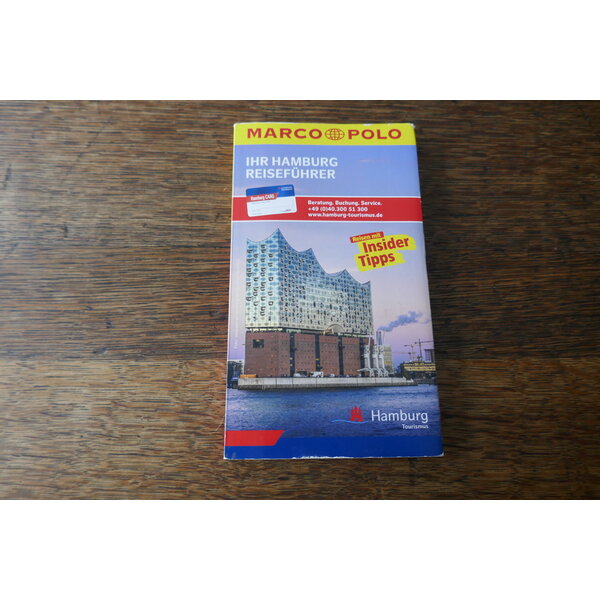 MARCO POLO
IHR HAMBURG
REISEFÜHRER
Hamburg CARD
Beratung. Buchung. Service.
+49 (0)40.300 51 300
www.hamburg-tourismus.de
Reisen mit
Insider
Tipps
Hamburg
Tourismus